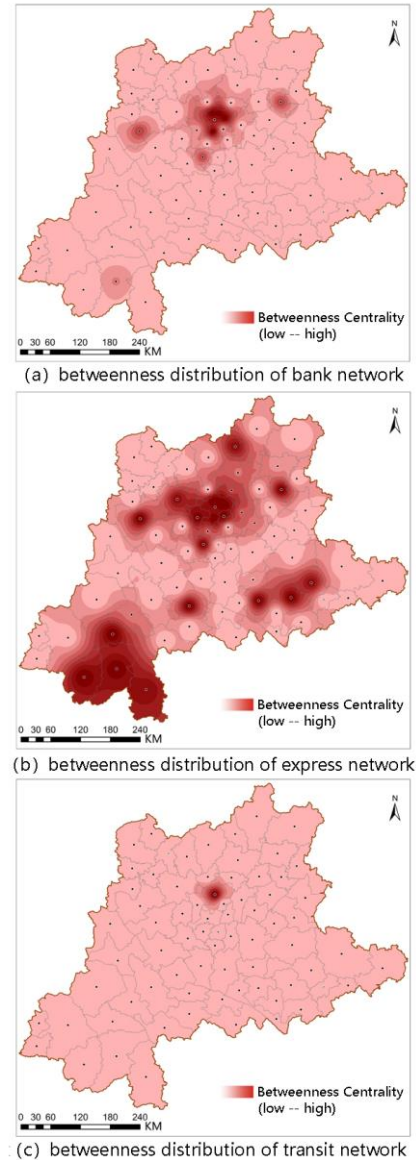 N
Betweenness Centrality
(low -- high)
0 30 60 120 180 240
KM
(a) betweenness distribution of bank network
N
Betweenness Centrality
(low -- high)
0 30 60 120 180 240
KM
(b) betweenness distribution of express network
N
Betweenness Centrality
(low -- high)
0 30 60 120 180 240
KM
(c) betweenness distribution of transit network